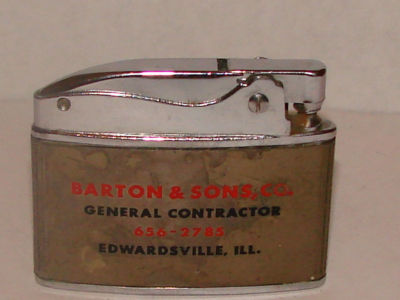 BARTON & SONS, CO.
GENERAL CONTRACTOR
656-2785
EDWARDSVILLE, ILL.